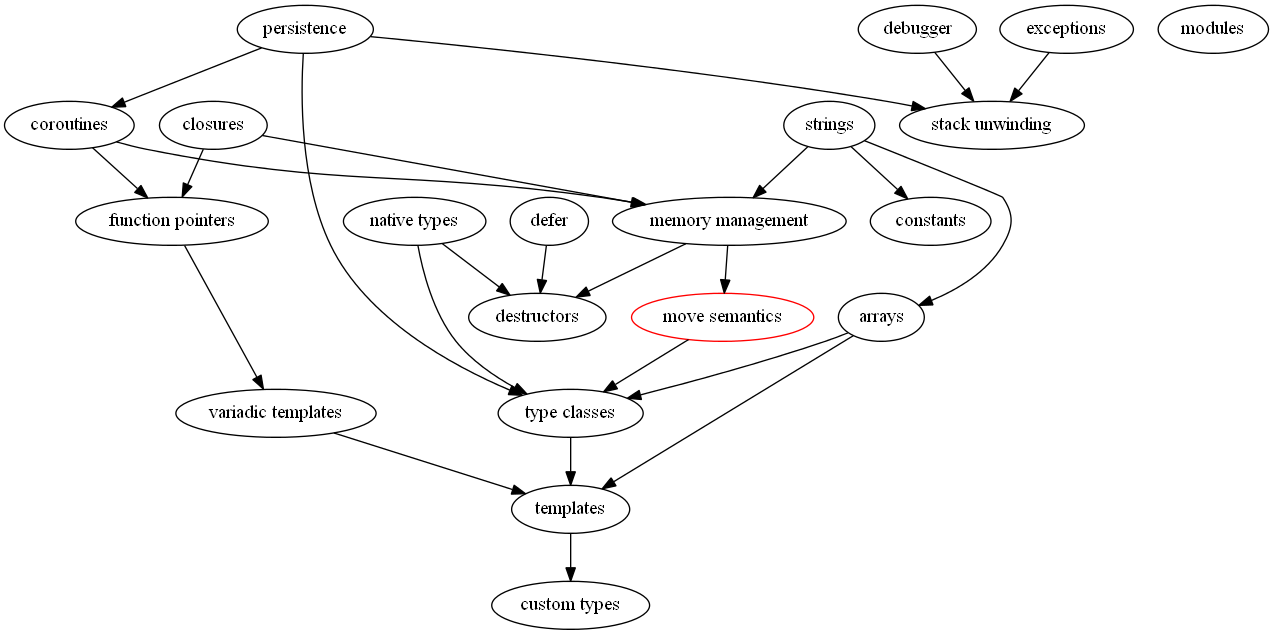 persistence
debugger
exceptions
modules
coroutines
closures
strings
stack unwinding
function pointers
native types
defer
memory management
constants
destructors
move semantics
arrays
variadic templates
type classes
templates
custom types